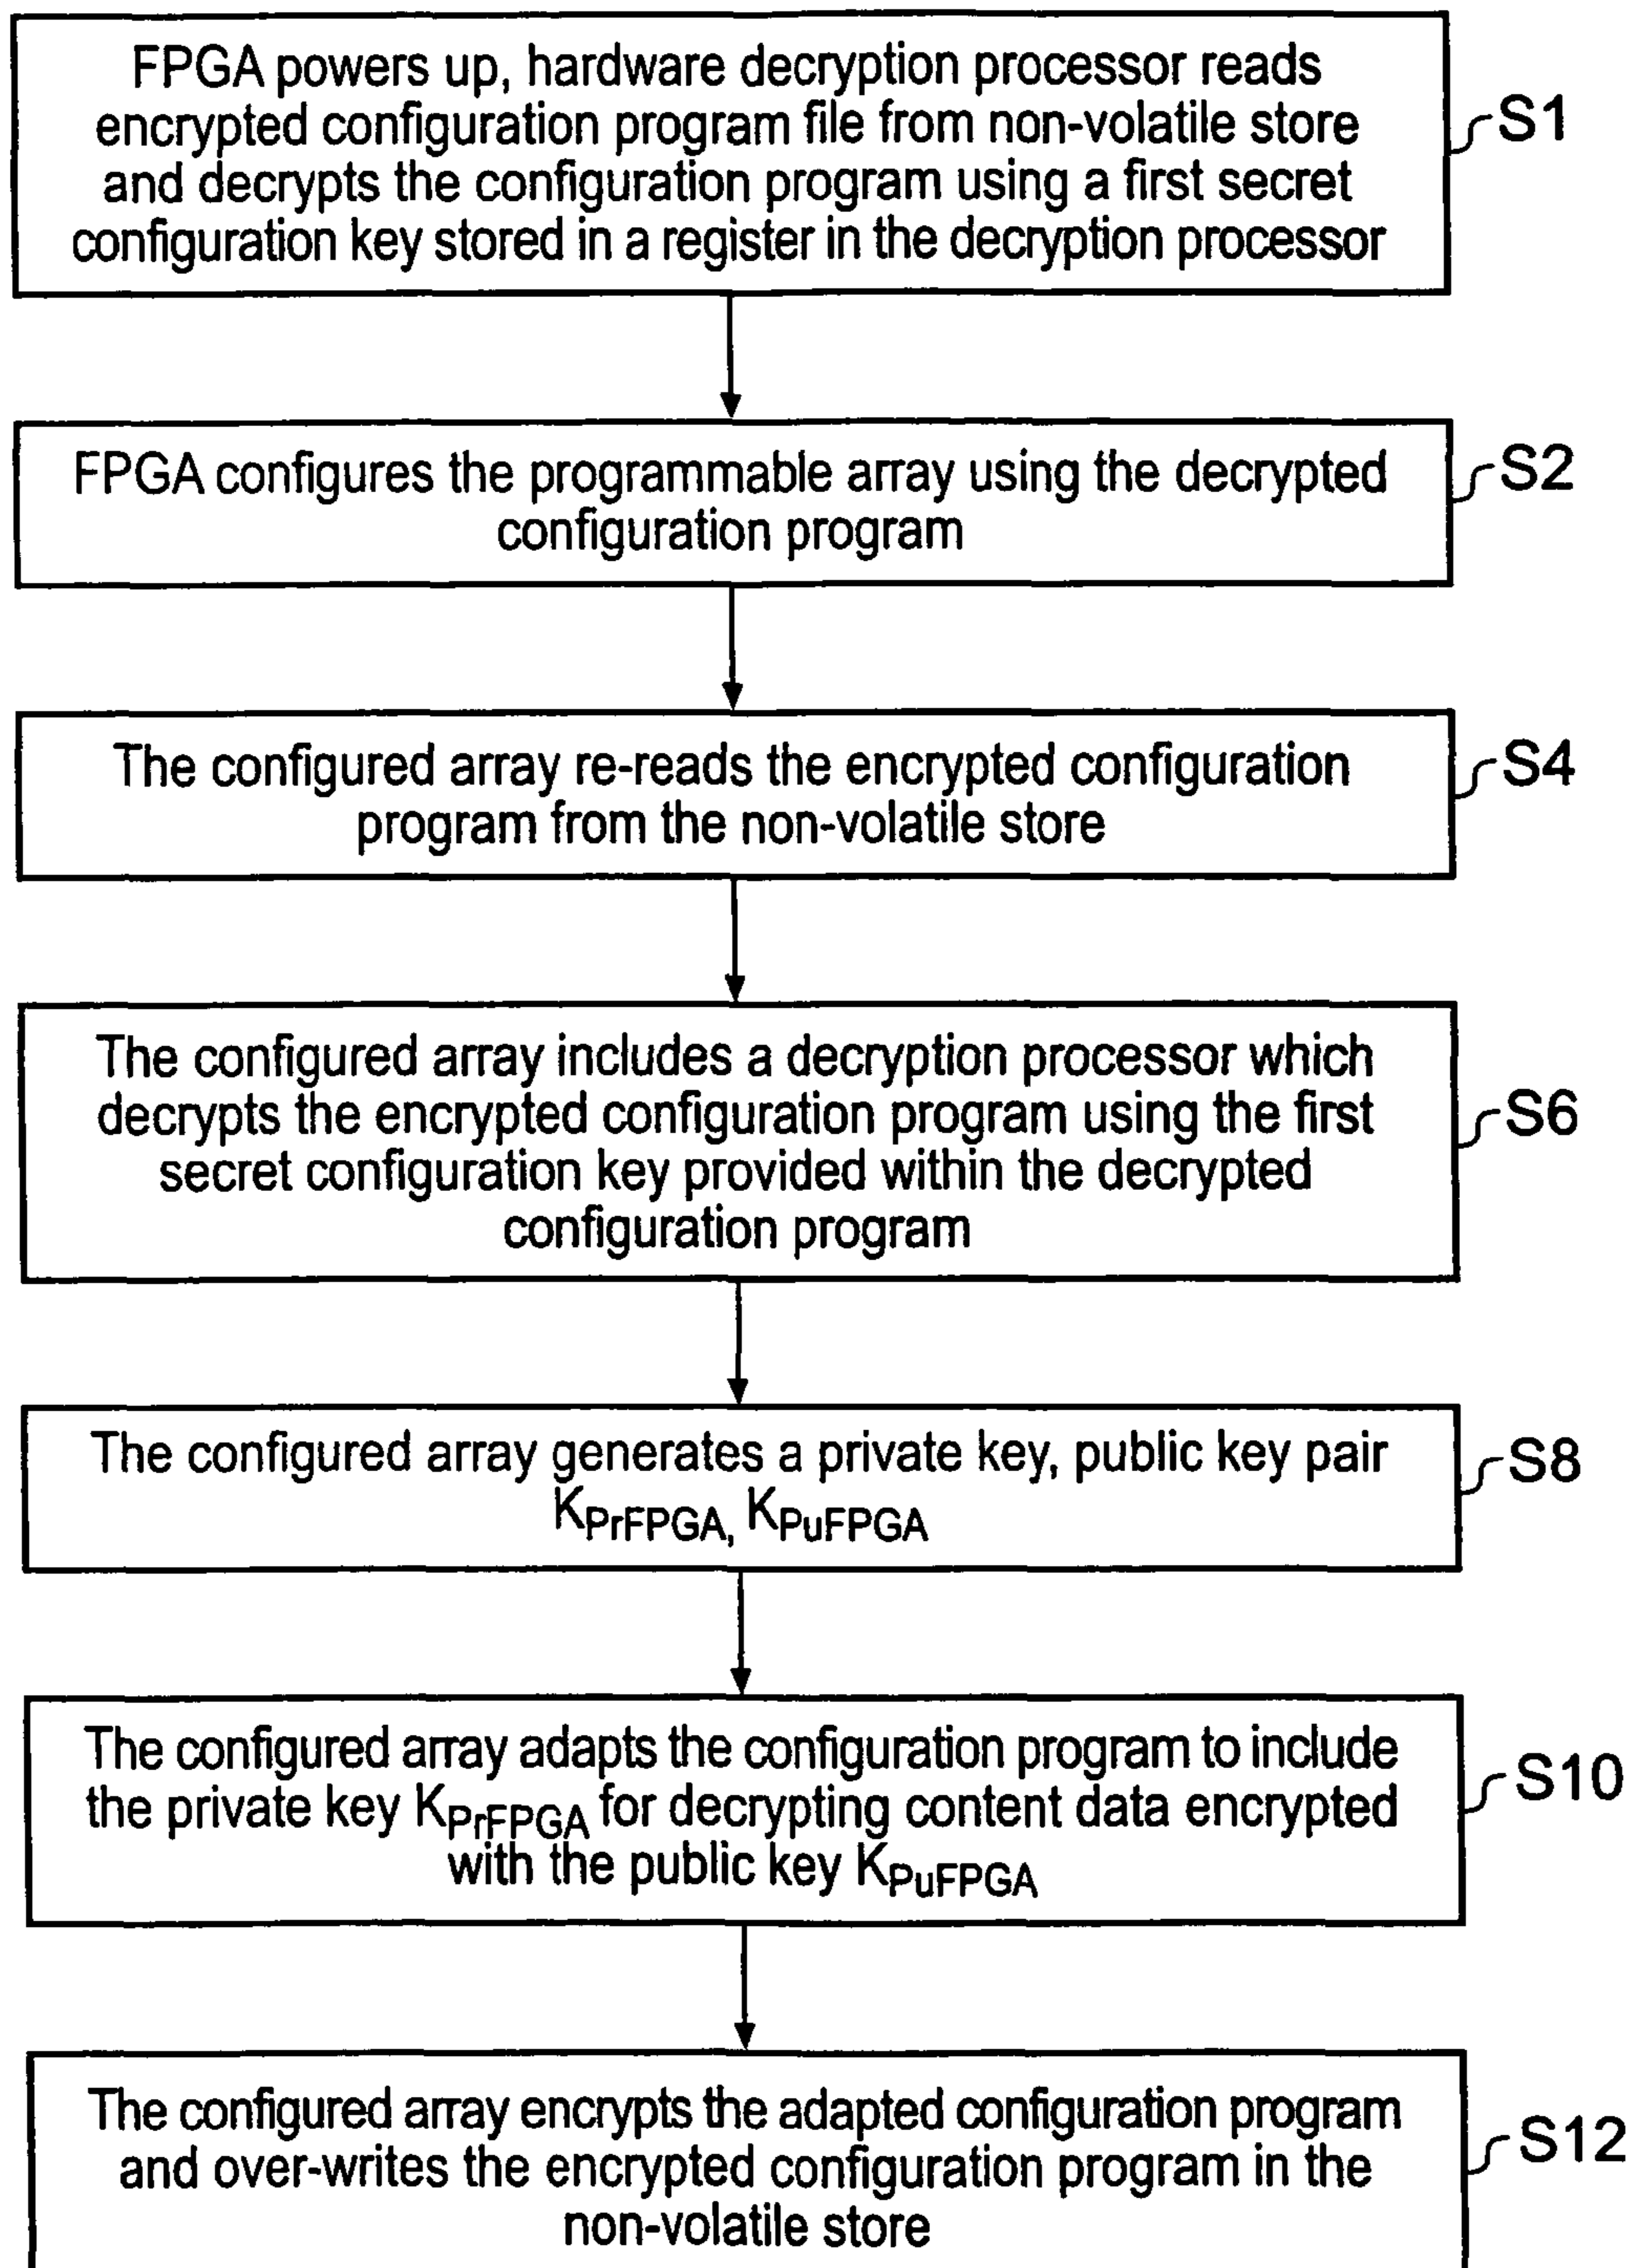 FPGA powers up, hardware decryption processor reads
encrypted configuration program file from non-volatile store
and decrypts the configuration program using a first secret
configuration key stored in a register in the decryption processor
S1
FPGA configures the programmable array using the decrypted
configuration program
S2
The configured array re-reads the encrypted configuration
program from the non-volatile store
S4
The configured array includes a decryption processor which
decrypts the encrypted configuration program using the first
secret configuration key provided within the decrypted
configuration program
S6
The configured array generates a private key, public key pair
KPrFPGA, KPuFPGA
S8
The configured array adapts the configuration program to include
the private key KPrFPGA for decrypting content data encrypted
with the public key KPuFPGA
S10
The configured array encrypts the adapted configuration program
and over-writes the encrypted configuration program in the
non-volatile store
S12